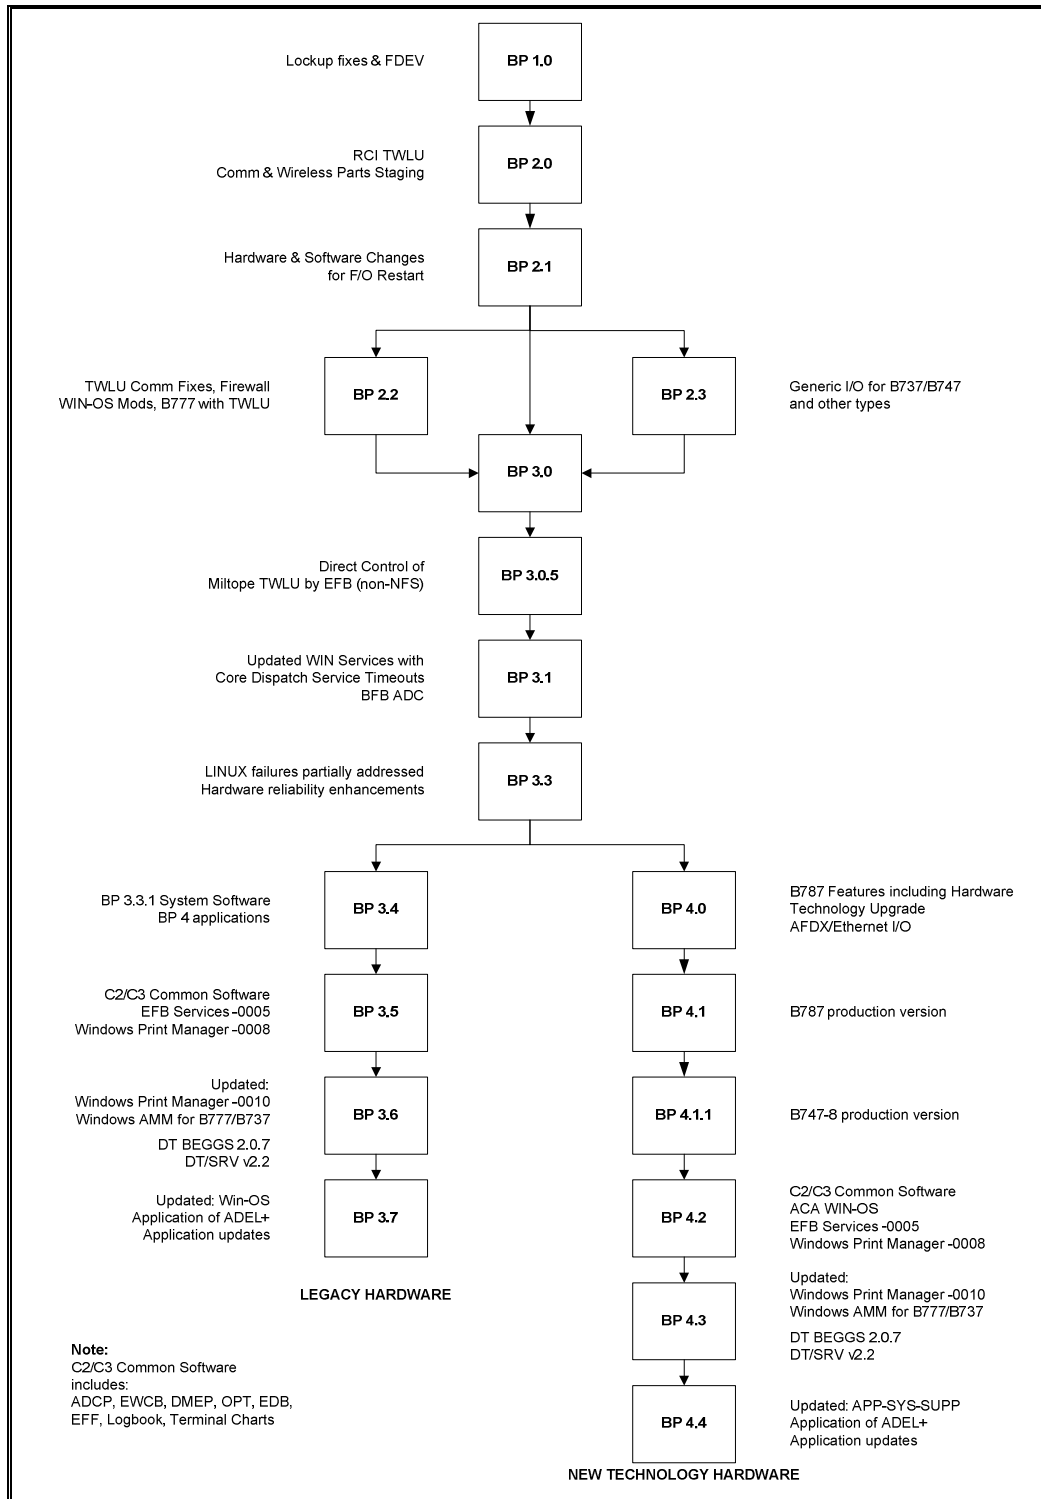 Lockup fixes & FDEV
BP 1.0
RCI TWLU
Comm & Wireless Parts Staging
BP 2.0
Hardware & Software Changes
for F/O Restart
BP 2.1
TWLU Comm Fixes, Firewall
WIN-OS Mods, B777 with TWLU
BP 2.2
BP 2.3
Generic I/O for B737/B747
and other types
BP 3.0
Direct Control of
Miltope TWLU by EFB (non-NFS)
BP 3.0.5
Updated WIN Services with
Core Dispatch Service Timeouts
BFB ADC
BP 3.1
LINUX failures partially addressed
Hardware reliability enhancements
BP 3.3
BP 3.3.1 System Software
BP 4 applications
BP 3.4
BP 4.0
B787 Features including Hardware
Technology Upgrade
AFDX/Ethernet I/O
C2/C3 Common Software
EFB Services -0005
Windows Print Manager -0008
BP 3.5
BP 4.1
B787 production version
Updated:
Windows Print Manager -0010
Windows AMM for B777/B737
DT BEGGS 2.0.7
DT/SRV v2.2
BP 3.6
BP 4.1.1
B747-8 production version
Updated: Win-OS
Application of ADEL+
Application updates
BP 3.7
BP 4.2
C2/C3 Common Software
ACA WIN-OS
EFB Services -0005
Windows Print Manager -0008
LEGACY HARDWARE
BP 4.3
Updated:
Windows Print Manager -0010
Windows AMM for B777/B737
DT BEGGS 2.0.7
DT/SRV v2.2
Note:
C2/C3 Common Software
includes:
ADCP, EWCB, DMEP, OPT, EDB,
EFF, Logbook, Terminal Charts
BP 4.4
Updated: APP-SYS-SUPP
Application of ADEL+
Application updates
NEW TECHNOLOGY HARDWARE